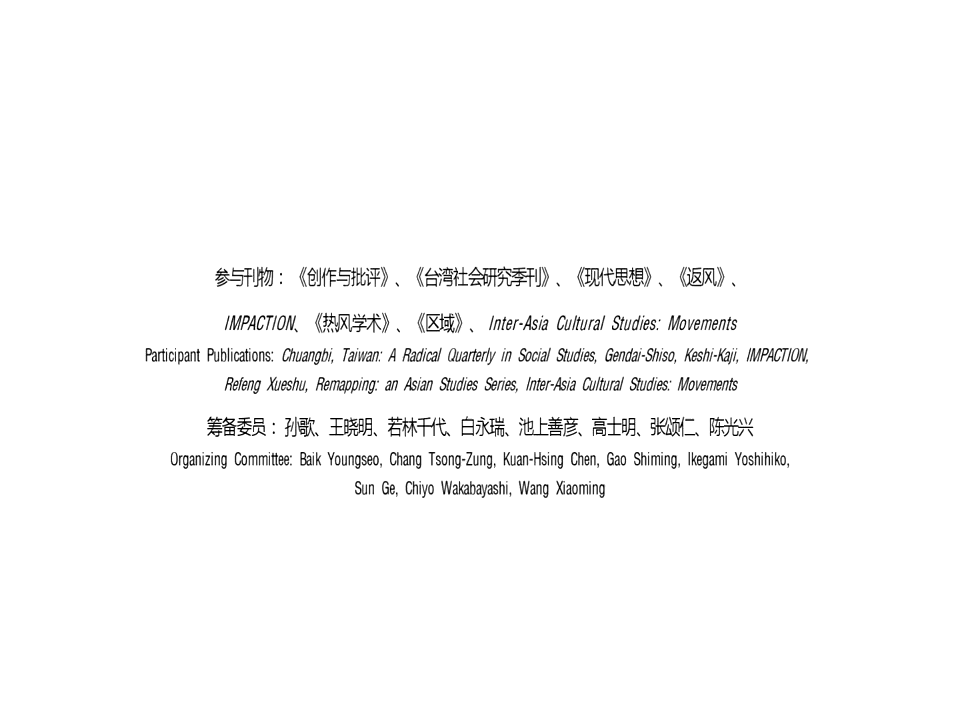 参与刊物：《创作与批评》、《台湾社会研究季刊》、《现代思想》、《返风》、
IMPACTION、《热风学术》、《区域》、 Inter-Asia Cultural Studies: Movements
Participant Publications: Chuangbi, Taiwan: A Radical Quarterly in Social Studies, Gendai-Shiso, Keshi-Kaji, IMPACTION,
Refeng Xueshu, Remapping: an Asian Studies Series, Inter-Asia Cultural Studies: Movements
筹备委员：孙歌、王晓明、若林千代、白永瑞、池上善彦、高士明、张颂仁、陈光兴
Organizing Committee: Baik Youngseo, Chang Tsong-Zung, Kuan-Hsing Chen, Gao Shiming, Ikegami Yoshihiko,
Sun Ge, Chiyo Wakabayashi, Wang Xiaoming